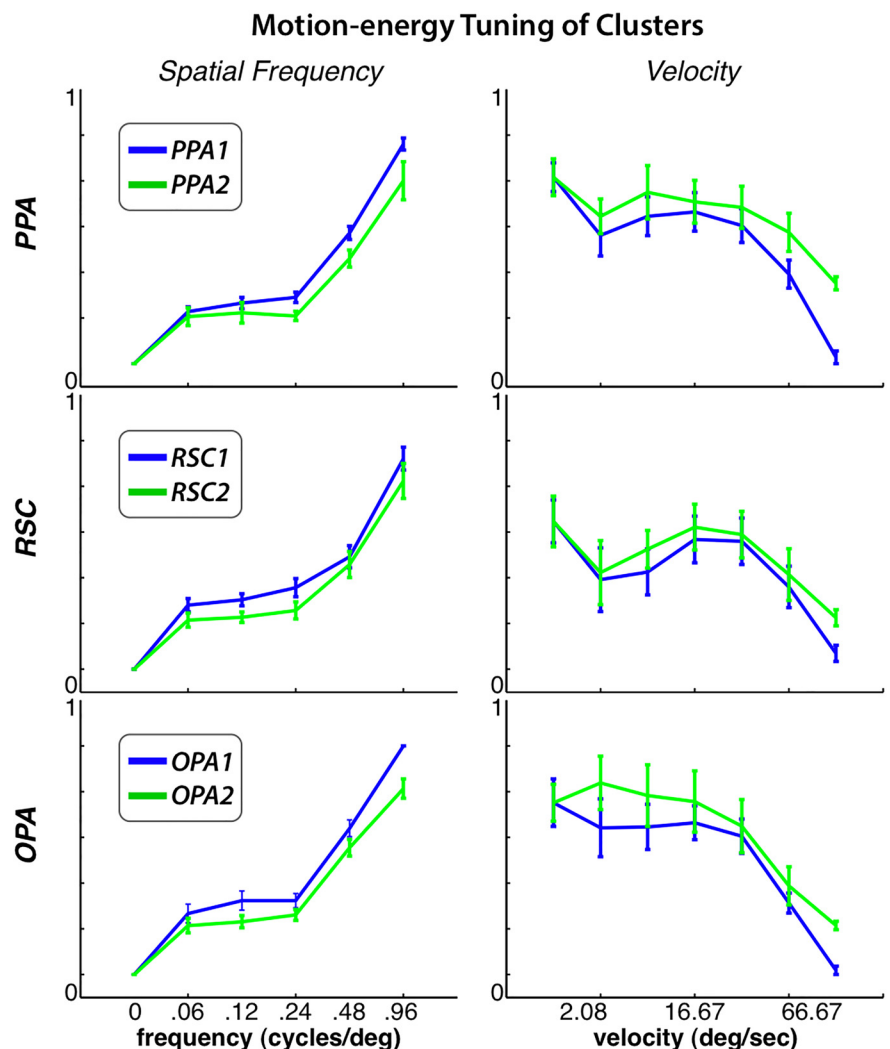 Motion-energy Tuning of Clusters
Spatial Frequency
Velocity
PPA
1
0
PPA1
PPA2
1
0
RSC
1
0
RSC1
RSC2
1
0
OPA
1
0
OPA1
OPA2
1
0
0 .06 .12 .24 .48 .96
frequency (cycles/deg)
2.08 16.67 66.67
velocity (deg/sec)